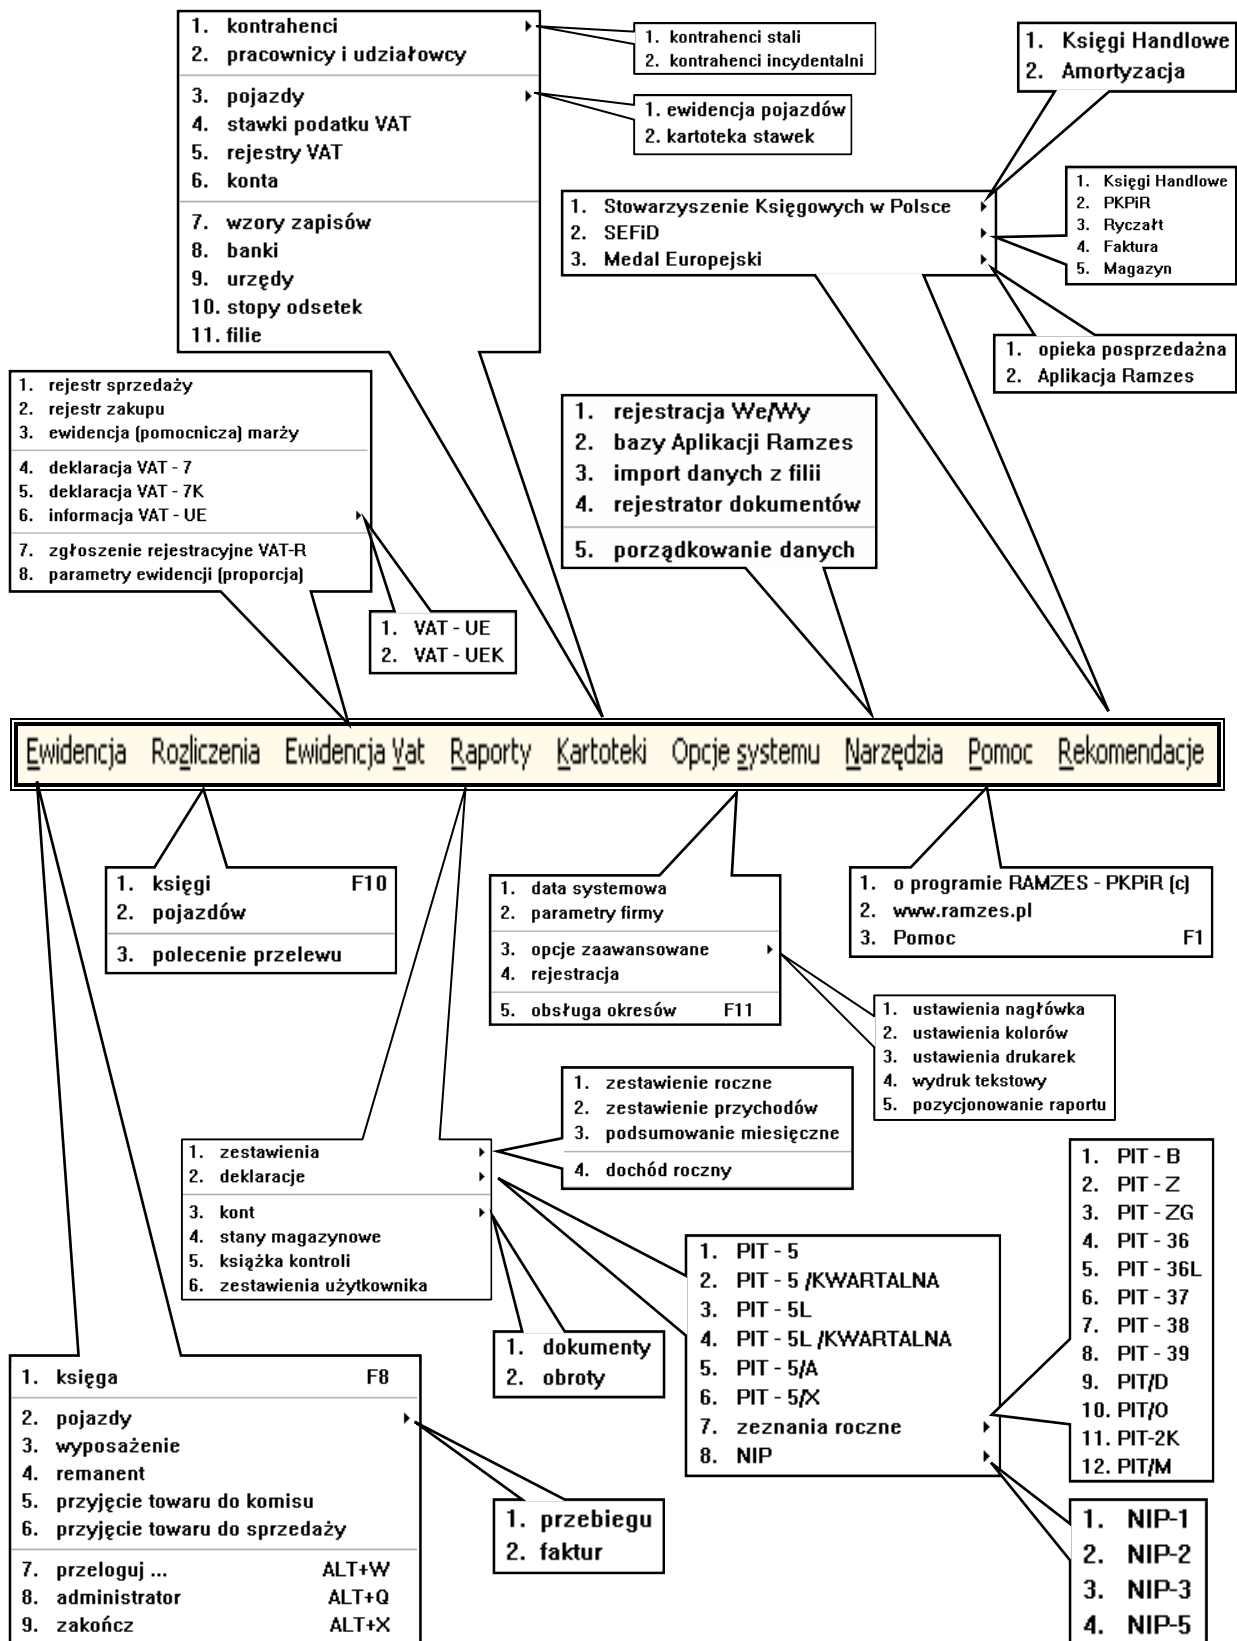 1. kontrahenci
2. pracownicy i udziałowcy
3. pojazdy
4. stawki podatku VAT
5. rejestry VAT
6. konta
7. wzory zapisów
8. banki
9. urzędy
10. stopy odsetek
11. filie
1. kontrahenci stali
2. kontrahenci incydentalni
1. ewidencja pojazdów
2. kartoteka stawek
1. Księgi Handlowe
2. Amortyzacja
1. Stowarzyszenie Księgowych w Polsce
2. SEFiD
3. Medal Europejski
1. Księgi Handlowe
2. PKPiR
3. Ryczałt
4. Faktura
5. Magazyn
1. opieka posprzedażna
2. Aplikacja Ramzes
1. rejestr sprzedaży
2. rejestr zakupu
3. ewidencja (pomocnicza) marży
4. deklaracja VAT - 7
5. deklaracja VAT - 7K
6. informacja VAT - UE
7. zgłoszenie rejestracyjne VAT-R
8. parametry ewidencji (proporcja)
1. VAT - UE
2. VAT - UEK
1. rejestracja We/Wy
2. bazy Aplikacji Ramzes
3. import danych z filii
4. rejestrator dokumentów
5. porządkowanie danych
Ewidencja Rozliczenia Ewidencja Vat Raporty Kartoteki Opcje systemu Narzędzia Pomoc Rekomendacje
1. księgi F10
2. pojazdów
3. polecenie przelewu
1. data systemowa
2. parametry firmy
3. opcje zaawansowane
4. rejestracja
5. obsługa okresów F11
1. o programie RAMZES - PKPiR (c)
2. www.ramzes.pl
3. Pomoc F1
1. ustawienia nagłówka
2. ustawienia kolorów
3. ustawienia drukarek
4. wydruk tekstowy
5. pozycjonowanie raportu
1. zestawienia
2. deklaracje
3. kont
4. stany magazynowe
5. książka kontroli
6. zestawienia użytkownika
1. zestawienie roczne
2. zestawienie przychodów
3. podsumowanie miesięczne
4. dochód roczny
1. PIT - 5
2. PIT - 5 /KWARTALNA
3. PIT - 5L
4. PIT - 5L /KWARTALNA
5. PIT - 5/A
6. PIT - 5/X
7. zeznania roczne
8. NIP
1. PIT - B
2. PIT - Z
3. PIT - ZG
4. PIT - 36
5. PIT - 36L
6. PIT - 37
7. PIT - 38
8. PIT - 39
9. PIT/D
10. PIT/O
11. PIT-2K
12. PIT/M
1. dokumenty
2. obroty
1. księga F8
2. pojazdy
3. wyposażenie
4. remanent
5. przyjęcie towaru do komisu
6. przyjęcie towaru do sprzedaży
7. przeloguj ... ALT+W
8. administrator ALT+Q
9. zakończ ALT+X
1. przebiegu
2. faktur
1. NIP-1
2. NIP-2
3. NIP-3
4. NIP-5